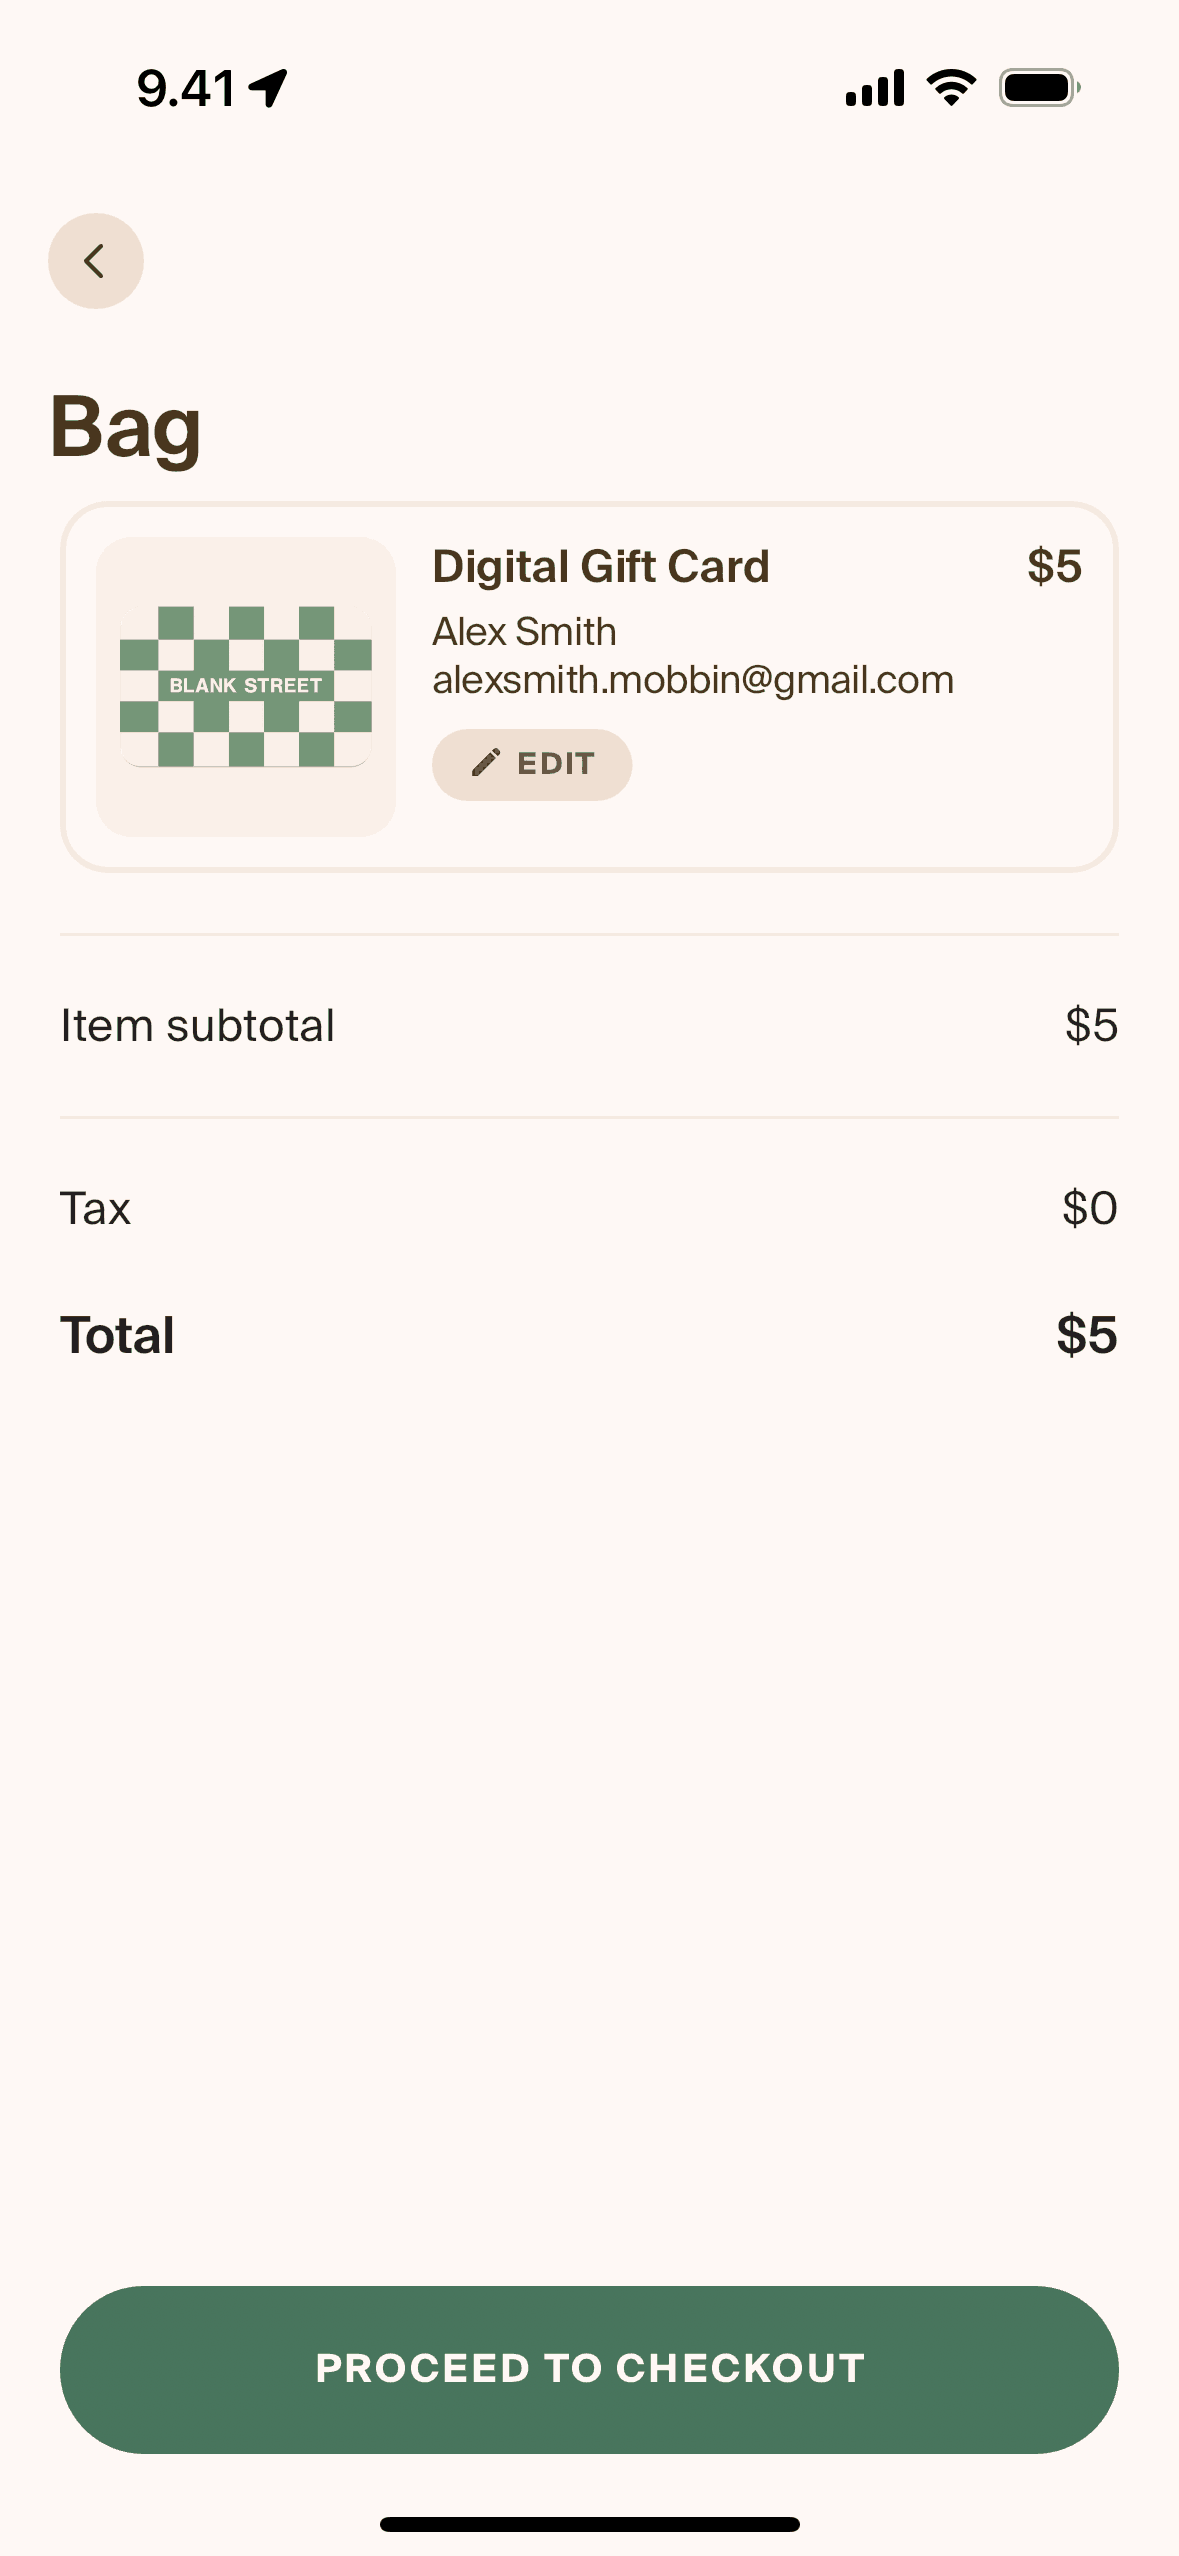 9.41
Bag
Digital Gift Card $5
Alex Smith
alexsmith.mobbin@gmail.com
BLANK STREET
EDIT
Item subtotal $5
Tax $0
Total $5
PROCEED TO CHECKOUT